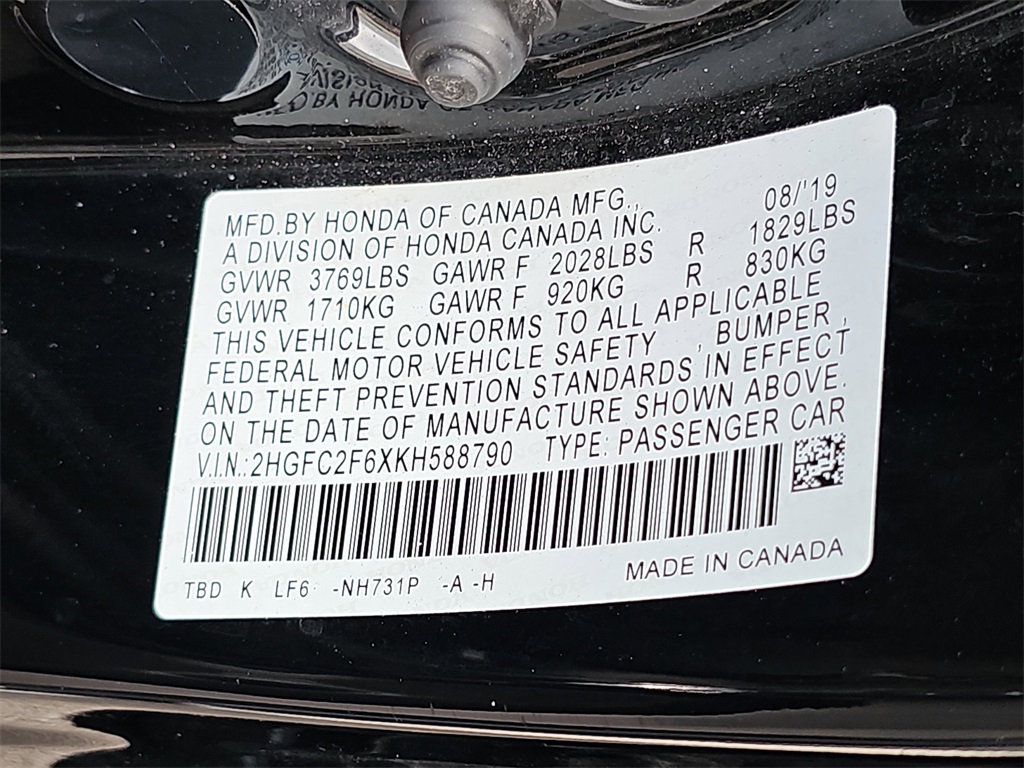 MFD.BY HONDA OF CANADA MFG., 08/'19
A DIVISION OF HONDA CANADA INC.
GVWR 3769LBS GAWR F 2028LBS R 1829LBS
GVWR 1710KG GAWR F 920KG R 830KG
THIS VEHICLE CONFORMS TO ALL APPLICABLE
FEDERAL MOTOR VEHICLE SAFETY , BUMPER ,
AND THEFT PREVENTION STANDARDS IN EFFECT
ON THE DATE OF MANUFACTURE SHOWN ABOVE.
V.I.N.:2HGFC2F6XKH588790 TYPE: PASSENGER CAR
TBD K LF6 -NH731P -A -H MADE IN CANADA